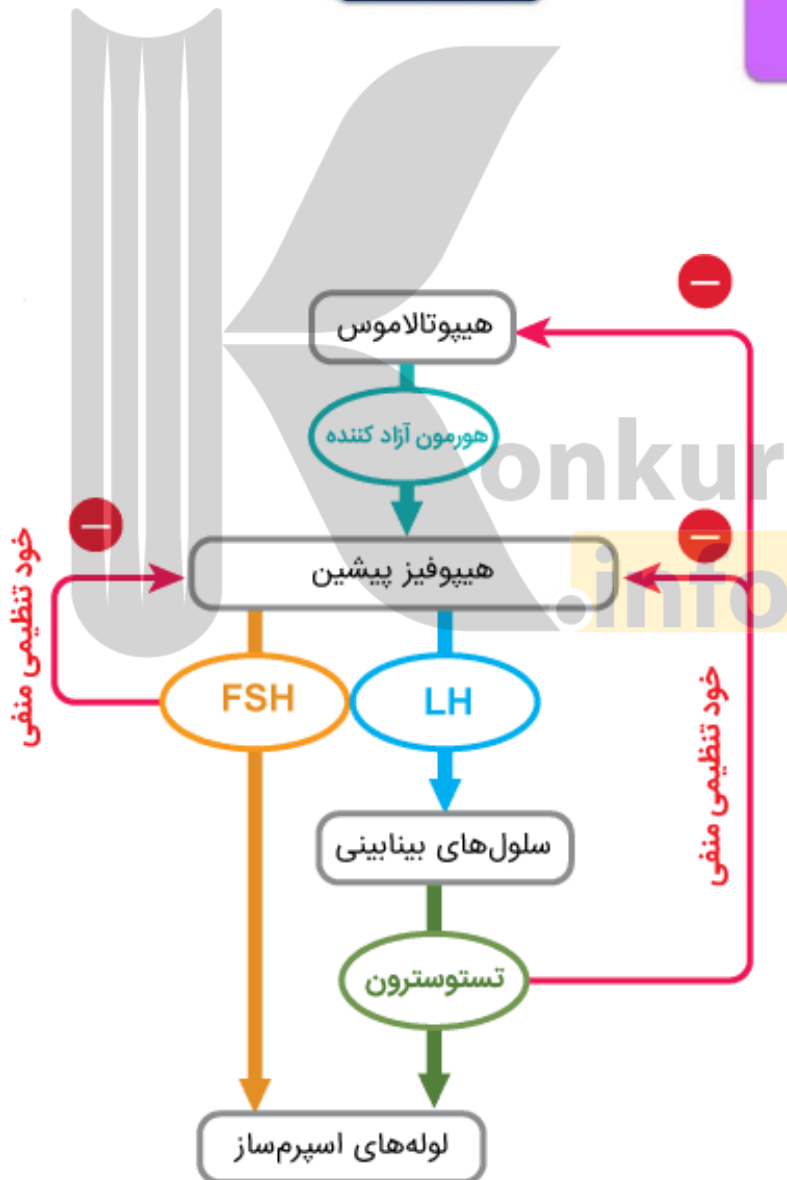 هیپوتالاموس
هورمون آزاد کننده
هیپوفیز پیشین
خود تنظیمی منفی
خود تنظیمی منفی
FSH
LH
سلول‌های بینابینی
تستوسترون
لوله‌های اسپرم‌ساز
Konkur
.info